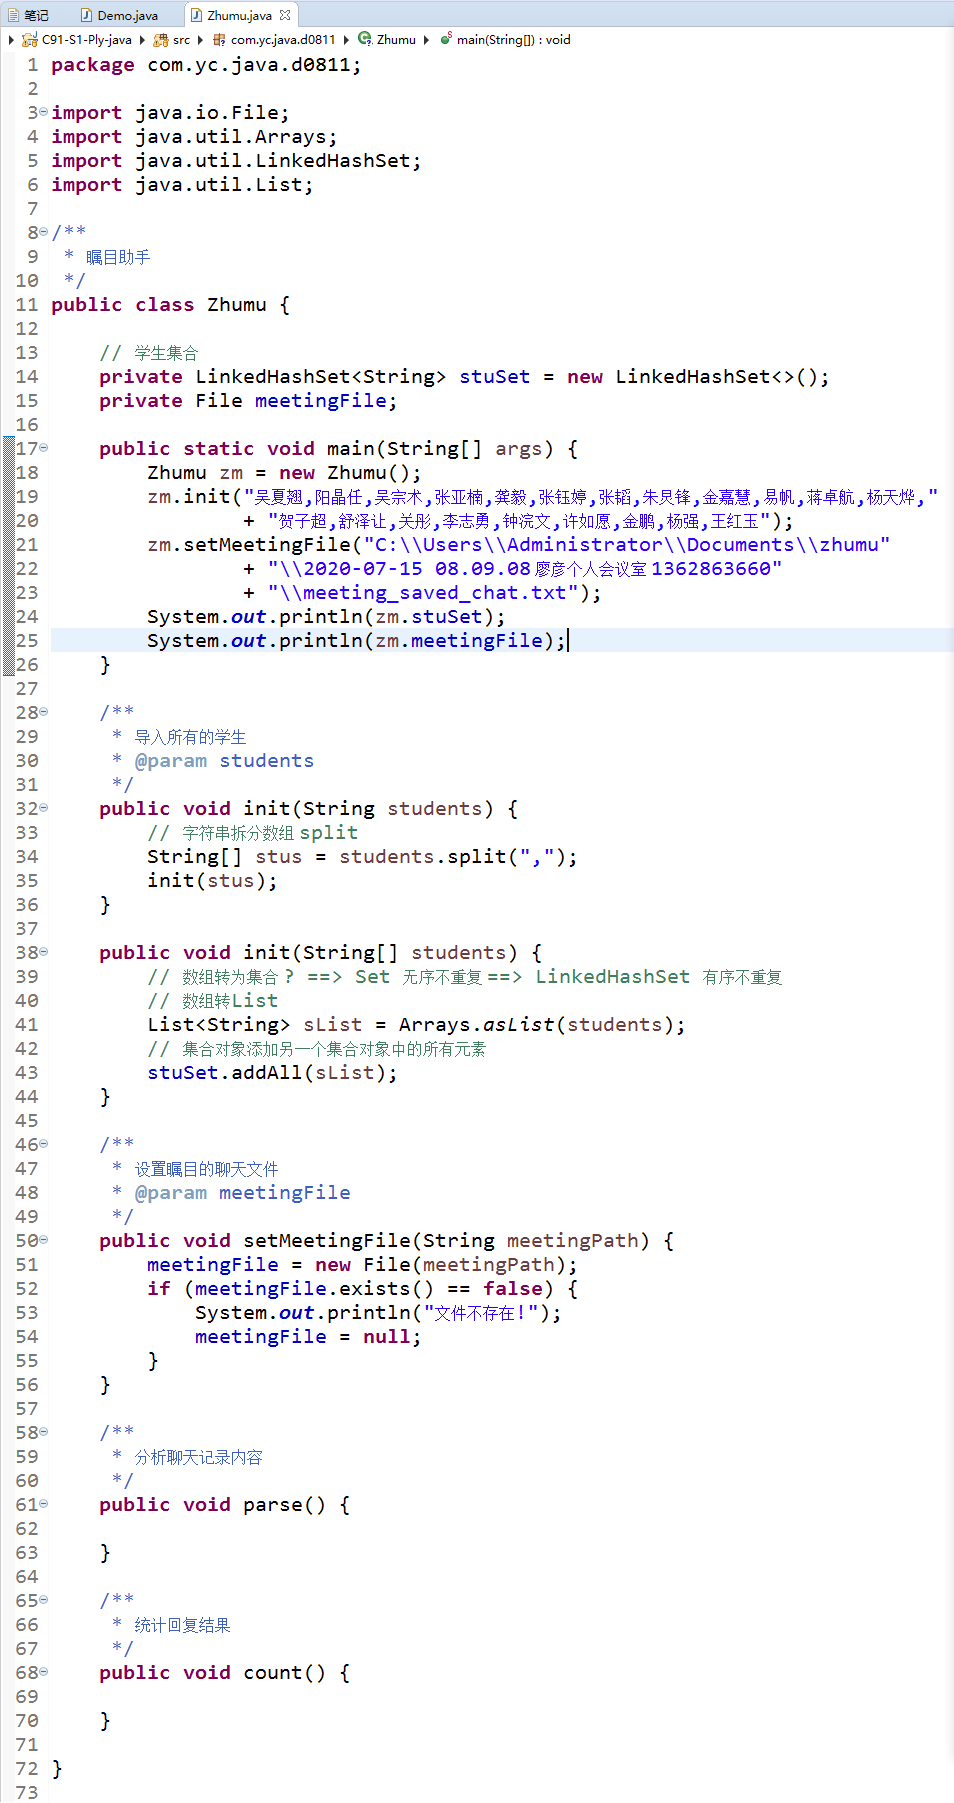 笔记 Demo.java Zhumu.java
C91-S1-Ply-java src com.yc.java.d0811 Zhumu main(String[]) : void
1 package com.yc.java.d0811;
2
3 import java.io.File;
4 import java.util.Arrays;
5 import java.util.LinkedHashSet;
6 import java.util.List;
7
8 /**
9 * 瞩目助手
10 */
11 public class Zhumu {
12
13 // 学生集合
14 private LinkedHashSet<String> stuSet = new LinkedHashSet<>();
15 private File meetingFile;
16
17 public static void main(String[] args) {
18 Zhumu zm = new Zhumu();
19 zm.init("吴夏翅,阳晶任,吴宗术,张亚楠,龚毅,张钰婷,张韬,朱炅锋,金嘉慧,易帆,蒋卓航,杨天烨,"
20 + "贺子超,舒泽让,关彤,李志勇,钟浣文,许如愿,金鹏,杨强,王红玉");
21 zm.setMeetingFile("C:\\Users\\Administrator\\Documents\\zhumu"
22 + "\\2020-07-15 08.09.08廖彦个人会议室1362863660"
23 + "\\meeting_saved_chat.txt");
24 System.out.println(zm.stuSet);
25 System.out.println(zm.meetingFile);
26 }
27
28 /**
29 * 导入所有的学生
30 * @param students
31 */
32 public void init(String students) {
33 // 字符串拆分数组 split
34 String[] stus = students.split(",");
35 init(stus);
36 }
37
38 public void init(String[] students) {
39 // 数组转为集合? ==> Set 无序不重复==> LinkedHashSet 有序不重复
40 // 数组转List
41 List<String> sList = Arrays.asList(students);
42 // 集合对象添加另一个集合对象中的所有元素
43 stuSet.addAll(sList);
44 }
45
46 /**
47 * 设置瞩目的聊天文件
48 * @param meetingFile
49 */
50 public void setMeetingFile(String meetingPath) {
51 meetingFile = new File(meetingPath);
52 if (meetingFile.exists() == false) {
53 System.out.println("文件不存在!");
54 meetingFile = null;
55 }
56 }
57
58 /**
59 * 分析聊天记录内容
60 */
61 public void parse() {
62
63 }
64
65 /**
66 * 统计回复结果
67 */
68 public void count() {
69
70 }
71
72 }
73